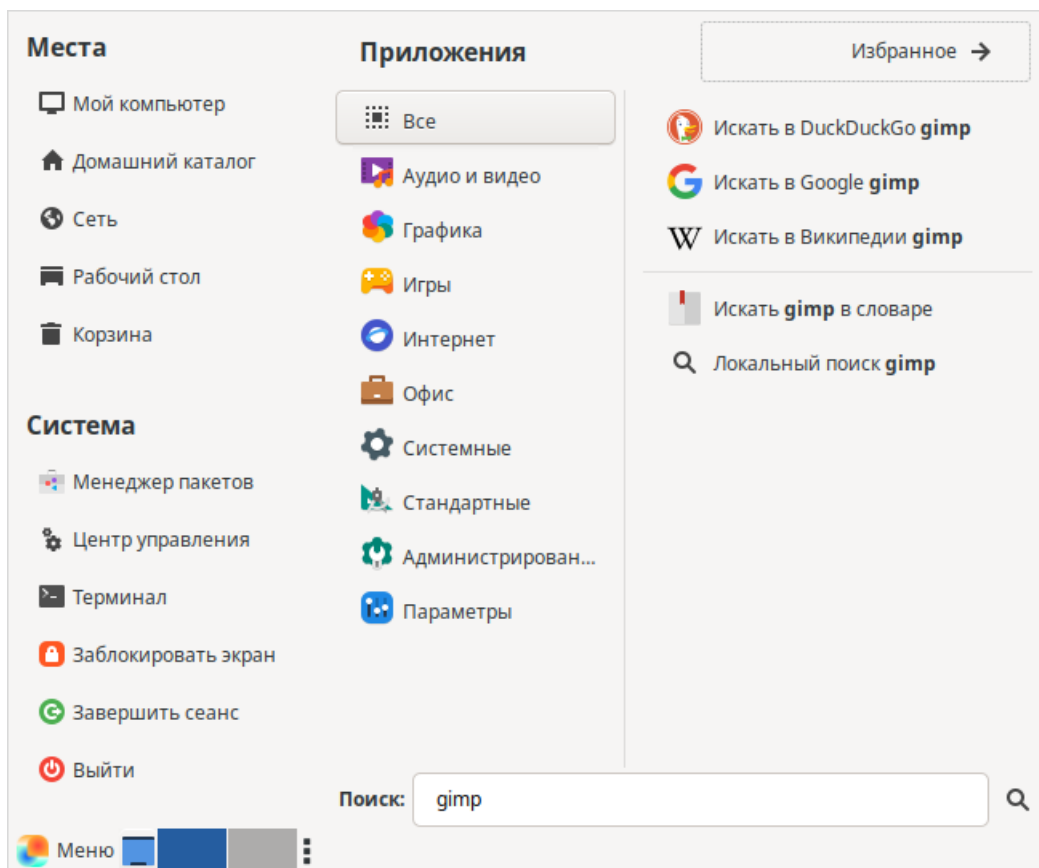 Места
Мой компьютер
Домашний каталог
Сеть
Рабочий стол
Корзина
Система
Менеджер пакетов
Центр управления
Терминал
Заблокировать экран
Завершить сеанс
Выйти
Приложения
Все
Аудио и видео
Графика
Игры
Интернет
Офис
Системные
Стандартные
Администрирован...
Параметры
Избранное
Искать в DuckDuckGo gimp
Искать в Google gimp
Искать в Википедии gimp
Искать gimp в словаре
Локальный поиск gimp
Поиск: gimp
Меню